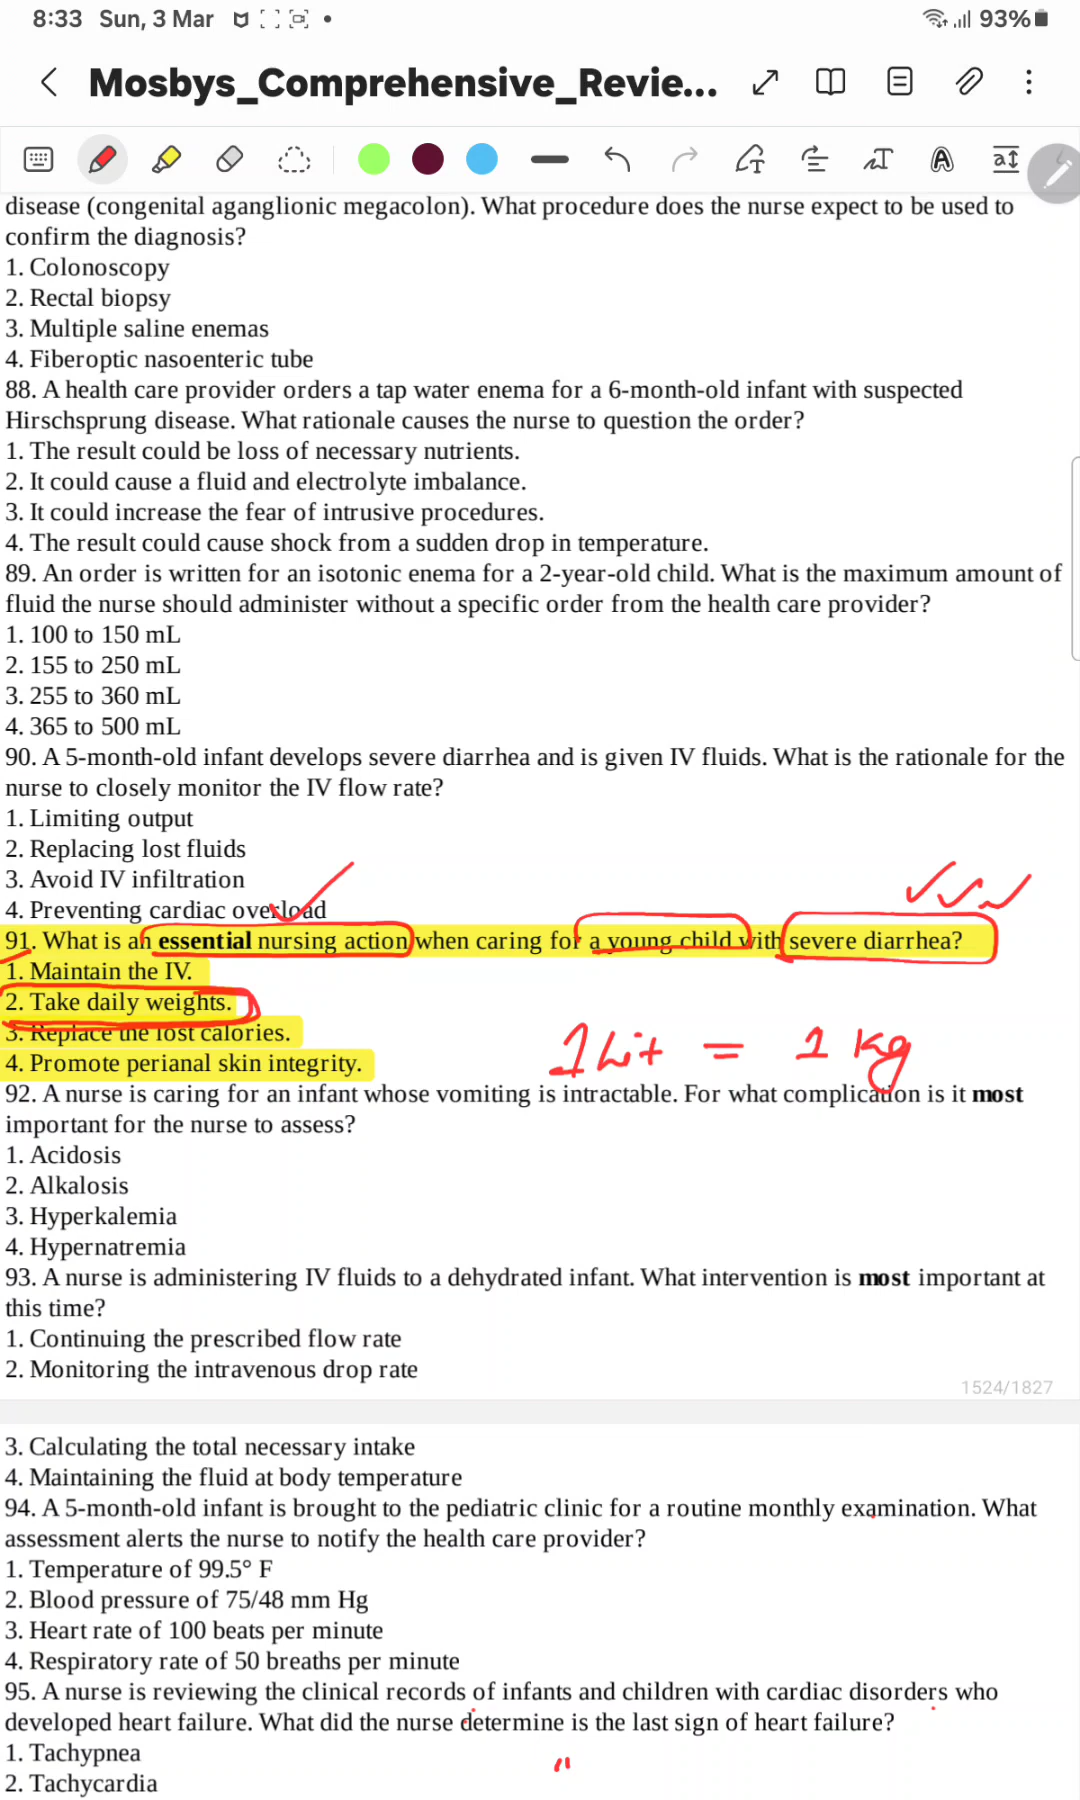 8:33 Sun, 3 Mar
93%
Mosbys_Comprehensive_Revie...
disease (congenital aganglionic megacolon). What procedure does the nurse expect to be used to
confirm the diagnosis?
1. Colonoscopy
2. Rectal biopsy
3. Multiple saline enemas
4. Fiberoptic nasoenteric tube
88. A health care provider orders a tap water enema for a 6-month-old infant with suspected
Hirschsprung disease. What rationale causes the nurse to question the order?
1. The result could be loss of necessary nutrients.
2. It could cause a fluid and electrolyte imbalance.
3. It could increase the fear of intrusive procedures.
4. The result could cause shock from a sudden drop in temperature.
89. An order is written for an isotonic enema for a 2-year-old child. What is the maximum amount of
fluid the nurse should administer without a specific order from the health care provider?
1. 100 to 150 mL
2. 155 to 250 mL
3. 255 to 360 mL
4. 365 to 500 mL
90. A 5-month-old infant develops severe diarrhea and is given IV fluids. What is the rationale for the
nurse to closely monitor the IV flow rate?
1. Limiting output
2. Replacing lost fluids
3. Avoid IV infiltration
4. Preventing cardiac overload
91. What is an essential nursing action when caring for a young child with severe diarrhea?
1. Maintain the IV.
2. Take daily weights.
3. Replace the lost calories.
4. Promote perianal skin integrity.
1 Lit = 1 kg
92. A nurse is caring for an infant whose vomiting is intractable. For what complication is it most
important for the nurse to assess?
1. Acidosis
2. Alkalosis
3. Hyperkalemia
4. Hypernatremia
93. A nurse is administering IV fluids to a dehydrated infant. What intervention is most important at
this time?
1. Continuing the prescribed flow rate
2. Monitoring the intravenous drop rate
1524/1827
3. Calculating the total necessary intake
4. Maintaining the fluid at body temperature
94. A 5-month-old infant is brought to the pediatric clinic for a routine monthly examination. What
assessment alerts the nurse to notify the health care provider?
1. Temperature of 99.5° F
2. Blood pressure of 75/48 mm Hg
3. Heart rate of 100 beats per minute
4. Respiratory rate of 50 breaths per minute
95. A nurse is reviewing the clinical records of infants and children with cardiac disorders who
developed heart failure. What did the nurse determine is the last sign of heart failure?
1. Tachypnea
2. Tachycardia